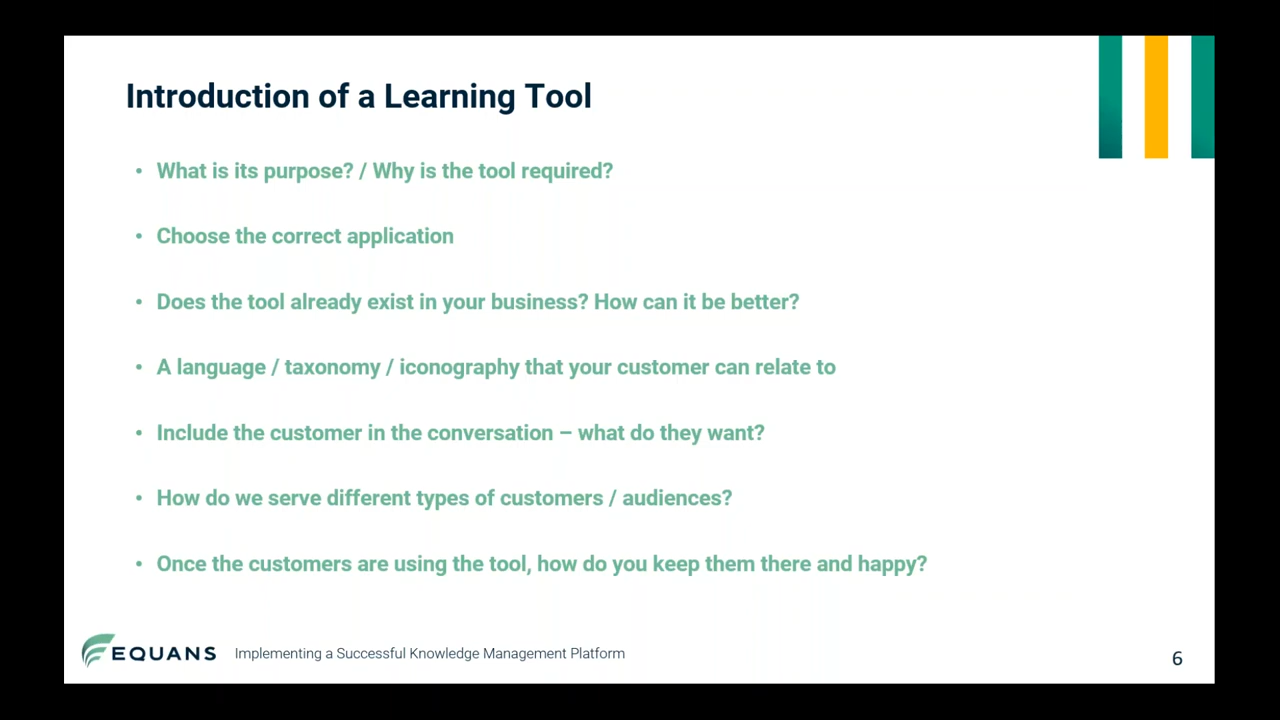 Introduction of a Learning Tool
• What is its purpose? / Why is the tool required?
• Choose the correct application
• Does the tool already exist in your business? How can it be better?
• A language / taxonomy / iconography that your customer can relate to
• Include the customer in the conversation – what do they want?
• How do we serve different types of customers / audiences?
• Once the customers are using the tool, how do you keep them there and happy?
EQUANS Implementing a Successful Knowledge Management Platform
6